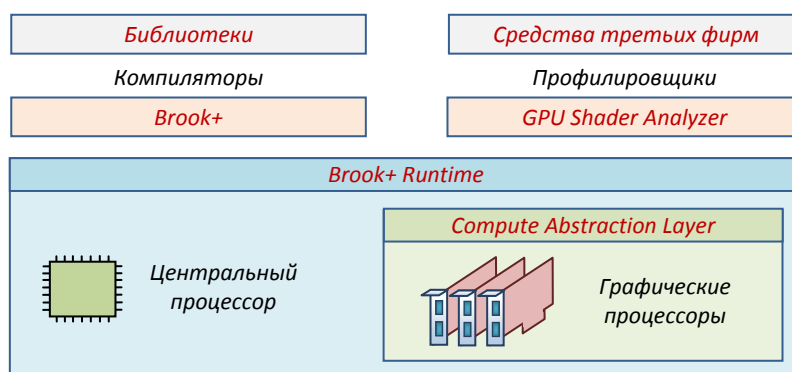 Библиотеки
Средства третьих фирм
Компиляторы
Профилировщики
Brook+
GPU Shader Analyzer
Brook+ Runtime
Compute Abstraction Layer
Центральный
процессор
Графические
процессоры